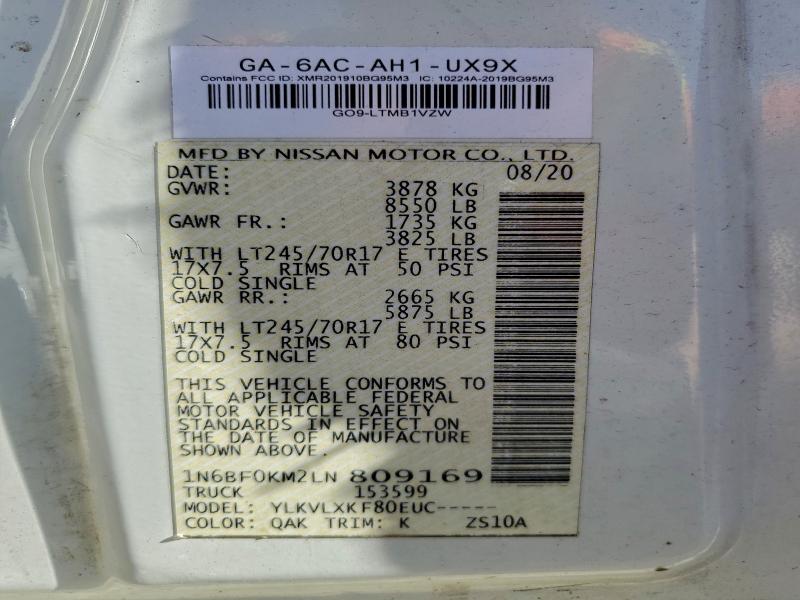 GA-6AC-AH1-UX9X
Contains FCC ID: XMR201910BG95M3 IC: 10224A-2019BG95M3
GO9-LTMB1VZW
MFD BY NISSAN MOTOR CO., LTD.
DATE: 08/20
GVWR: 3878 KG
8550 LB
GAWR FR.: 1735 KG
3825 LB
WITH LT245/70R17 E TIRES
17X7.5 RIMS AT 50 PSI
COLD SINGLE
GAWR RR.: 2665 KG
5875 LB
WITH LT245/70R17 E TIRES
17X7.5 RIMS AT 80 PSI
COLD SINGLE
THIS VEHICLE CONFORMS TO
ALL APPLICABLE FEDERAL
MOTOR VEHICLE SAFETY
STANDARDS IN EFFECT ON
THE DATE OF MANUFACTURE
SHOWN ABOVE.
1N6BF0KM2LN 809169
TRUCK 153599
MODEL: YLKVLXKF80EUC-----
COLOR: QAK TRIM: K ZS10A